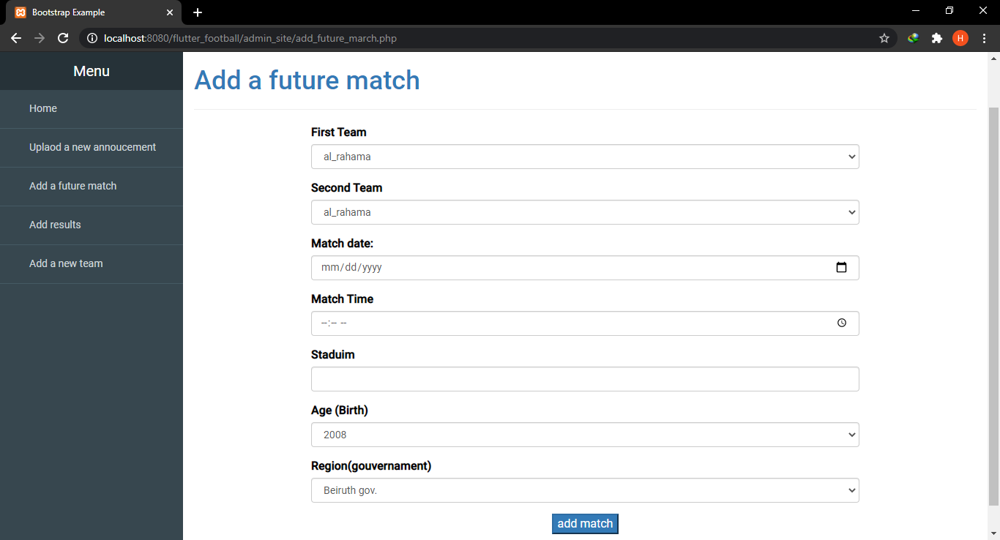 Bootstrap Example
localhost:8080/flutter_football/admin_site/add_future_march.php
H
Menu
Home
Uplaod a new annoucement
Add a future match
Add results
Add a new team
Add a future match
First Team
al_rahama
Second Team
al_rahama
Match date:
mm/dd/yyyy
Match Time
--:-- --
Staduim
Age (Birth)
2008
Region(gouvernament)
Beiruth gov.
add match